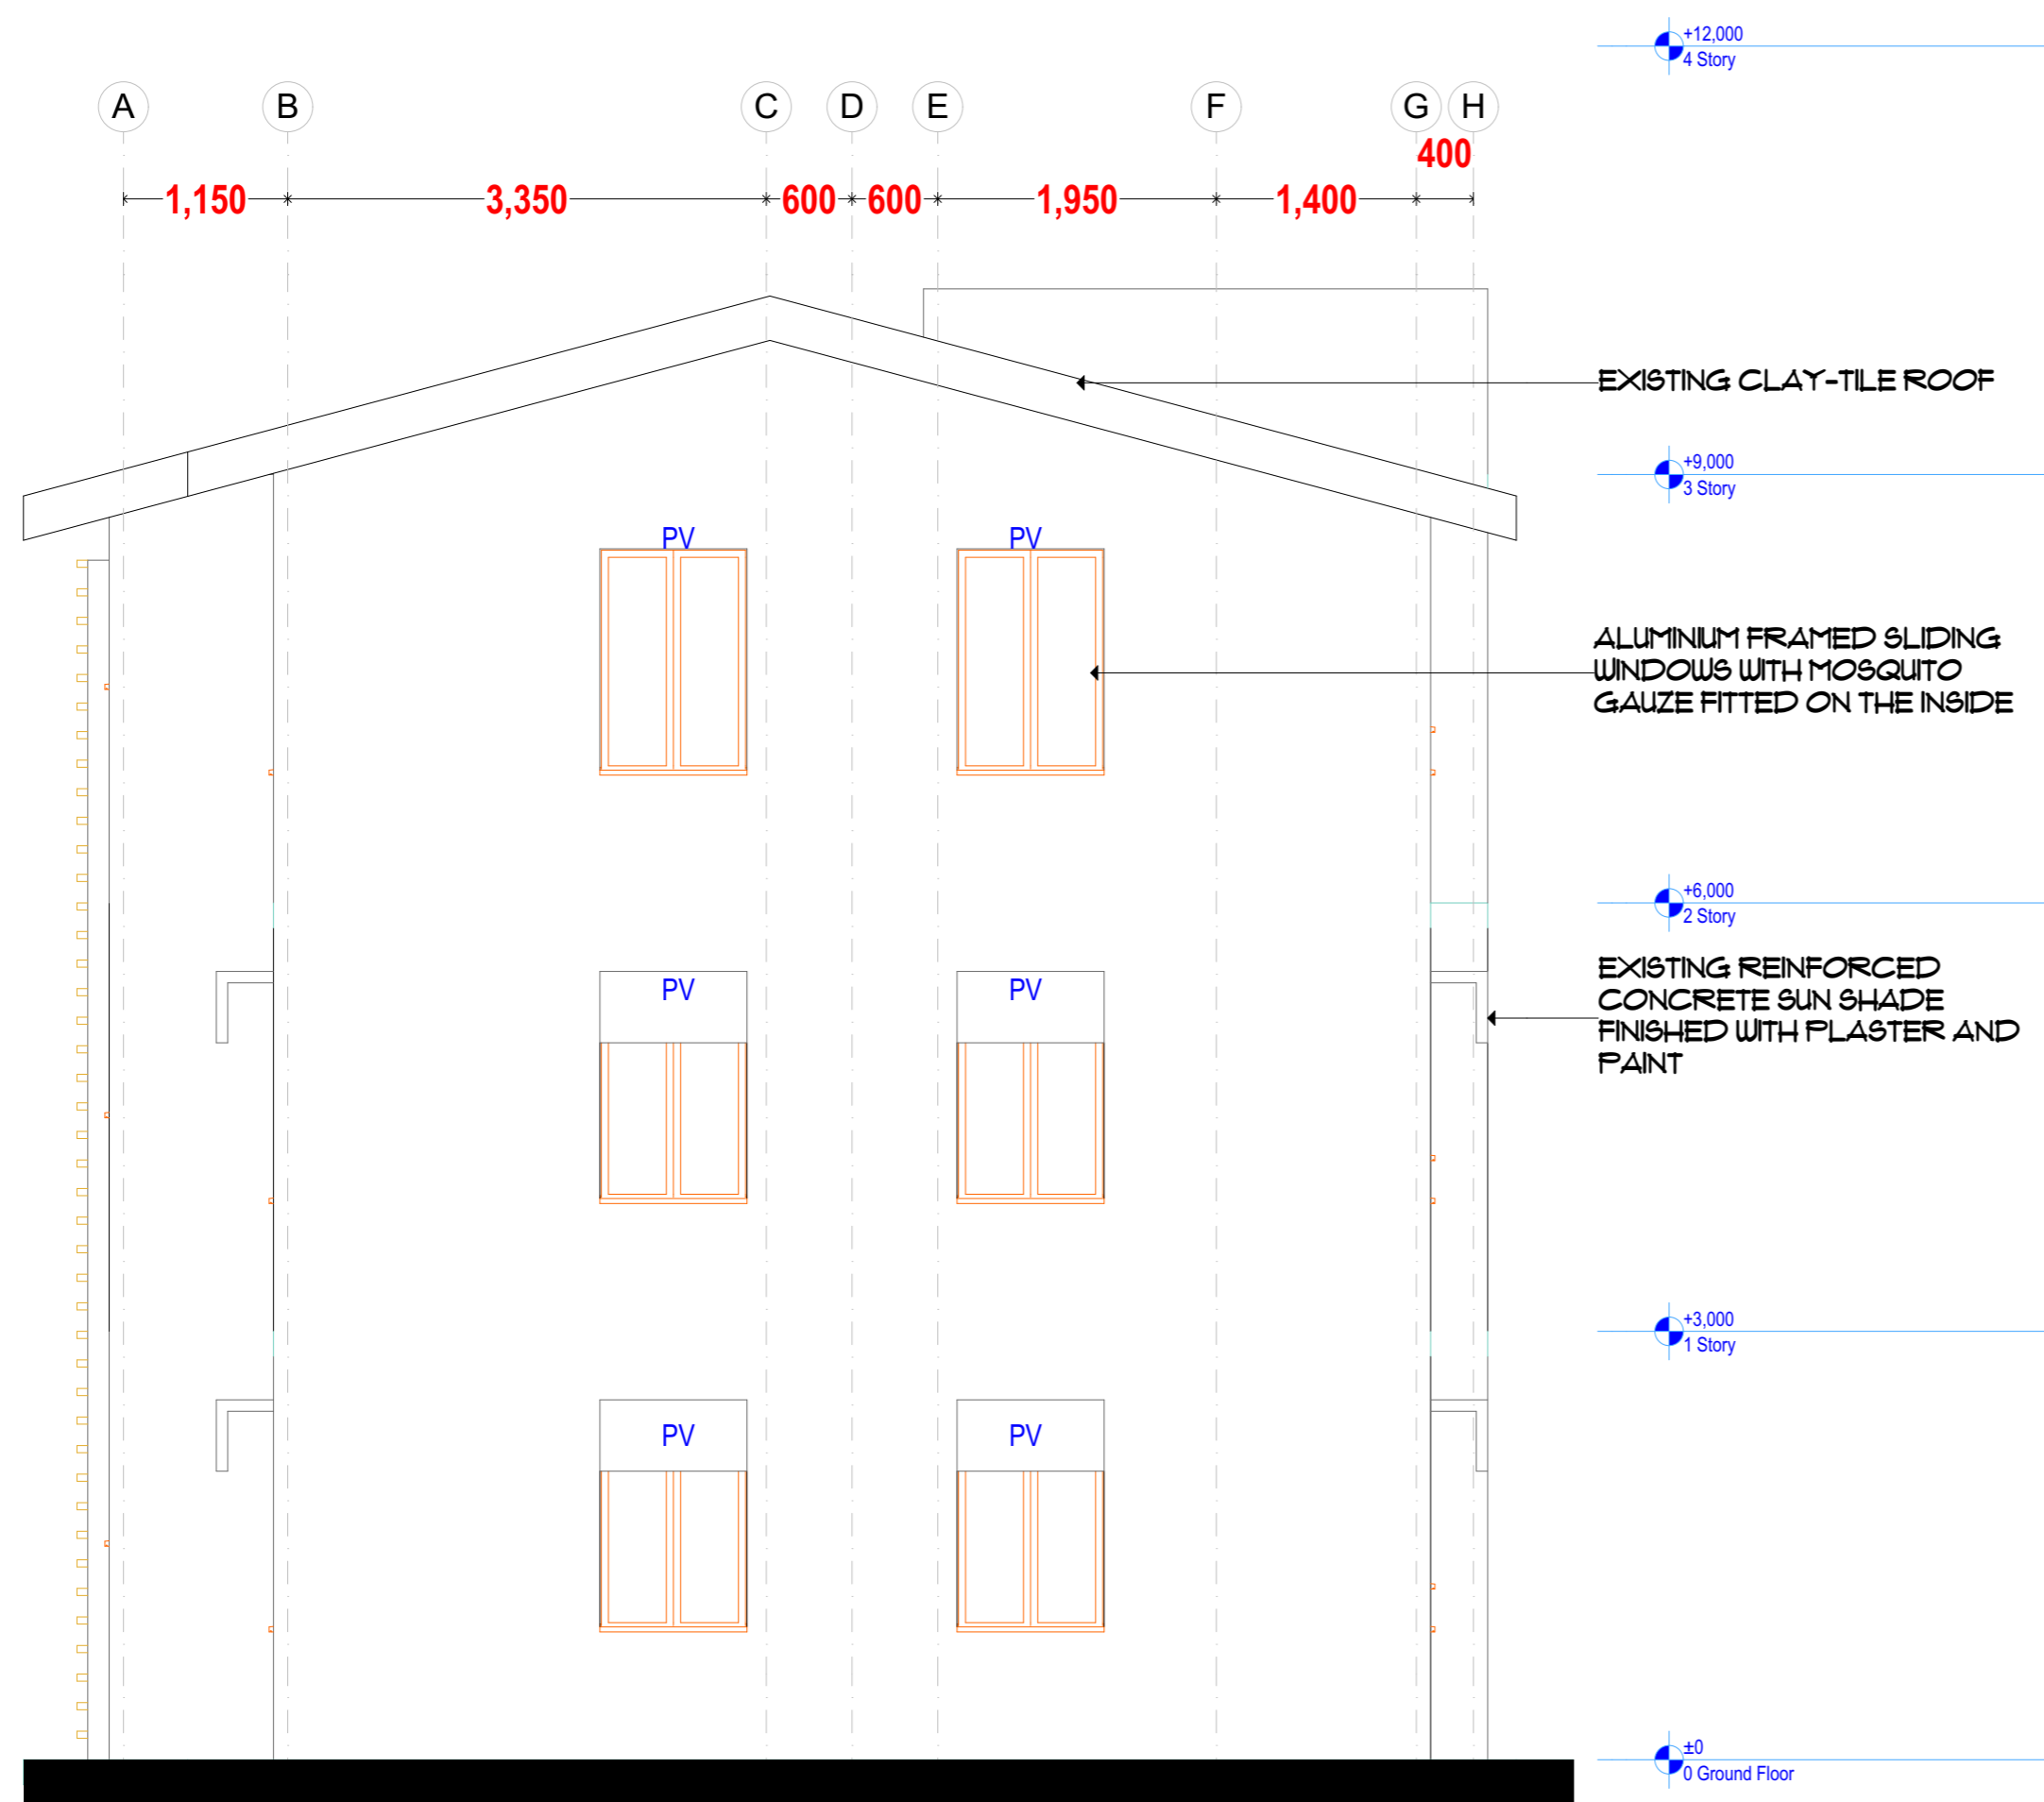 +12,000
4 Story
A B C D E F G H
400
1,150 3,350 600 600 1,950 1,400
EXISTING CLAY-TILE ROOF
+9,000
3 Story
PV PV
ALUMINIUM FRAMED SLIDING
WINDOWS WITH MOSQUITO
GAUZE FITTED ON THE INSIDE
+6,000
2 Story
EXISTING REINFORCED
CONCRETE SUN SHADE
FINISHED WITH PLASTER AND
PAINT
PV PV
+3,000
1 Story
PV PV
±0
0 Ground Floor